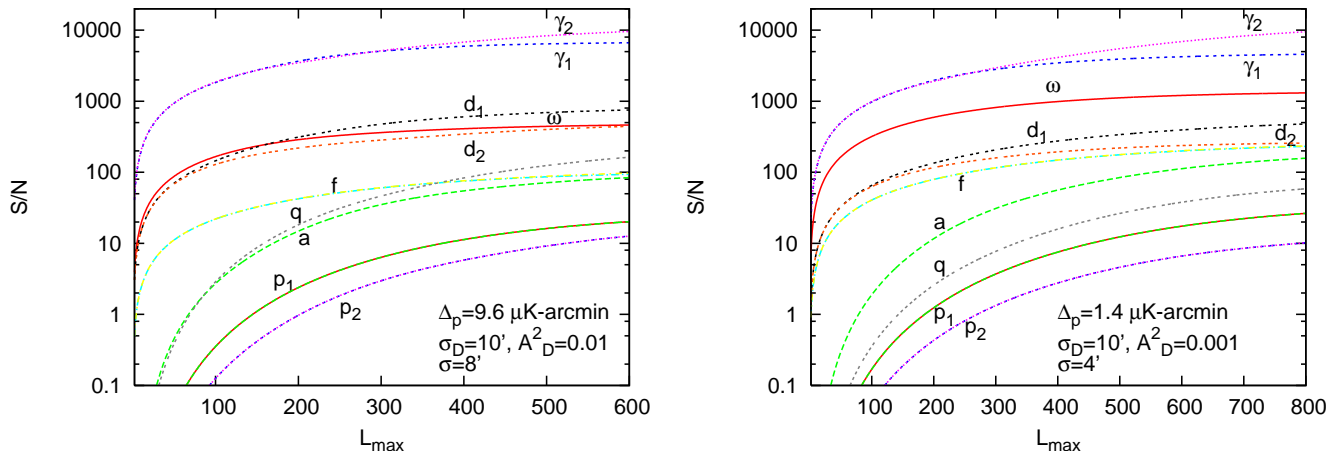 10000
1000
100
10
1
0.1
S/N
γ2
γ1
d1
ω
d2
f
q
a
p1
p2
Δp=9.6 μK-arcmin
σD=10', A²D=0.01
σ=8'
100 200 300 400 500 600
Lmax
10000
1000
100
10
1
0.1
S/N
γ2
γ1
ω
d1
d2
f
a
q
p1
p2
Δp=1.4 μK-arcmin
σD=10', A²D=0.001
σ=4'
100 200 300 400 500 600 700 800
Lmax